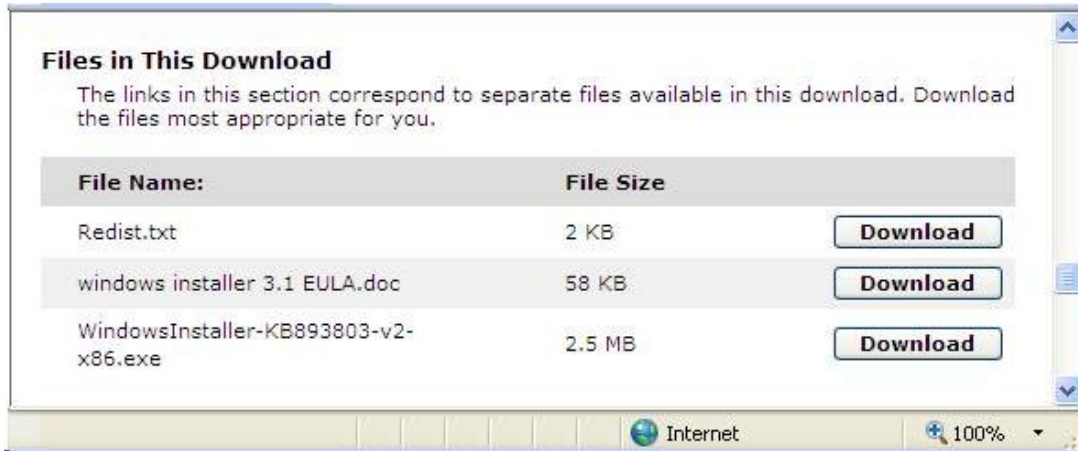 Files in This Download
The links in this section correspond to separate files available in this download. Download
the files most appropriate for you.
File Name: File Size
Redist.txt 2 KB Download
windows installer 3.1 EULA.doc 58 KB Download
WindowsInstaller-KB893803-v2-
x86.exe 2.5 MB Download
Internet 100%